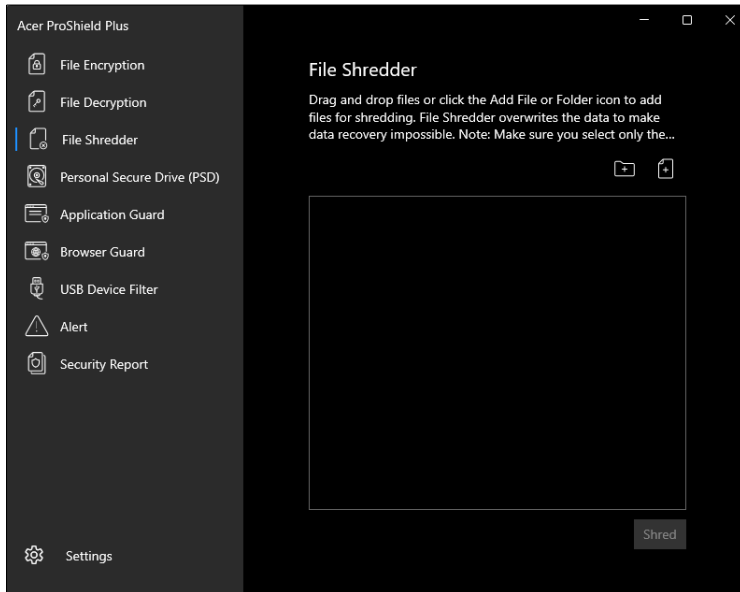 Acer ProShield Plus
File Encryption
File Decryption
File Shredder
Personal Secure Drive (PSD)
Application Guard
Browser Guard
USB Device Filter
Alert
Security Report
Settings
File Shredder
Drag and drop files or click the Add File or Folder icon to add
files for shredding. File Shredder overwrites the data to make
data recovery impossible. Note: Make sure you select only the...
Shred